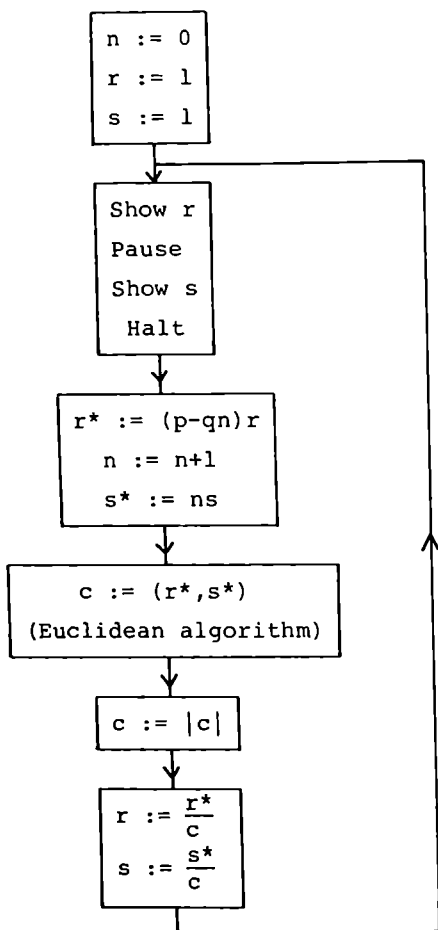 n := 0
r := 1
s := 1
Show r
Pause
Show s
Halt
r* := (p-qn)r
n := n+1
s* := ns
c := (r*,s*)
(Euclidean algorithm)
c := |c|
r := r*/c
s := s*/c